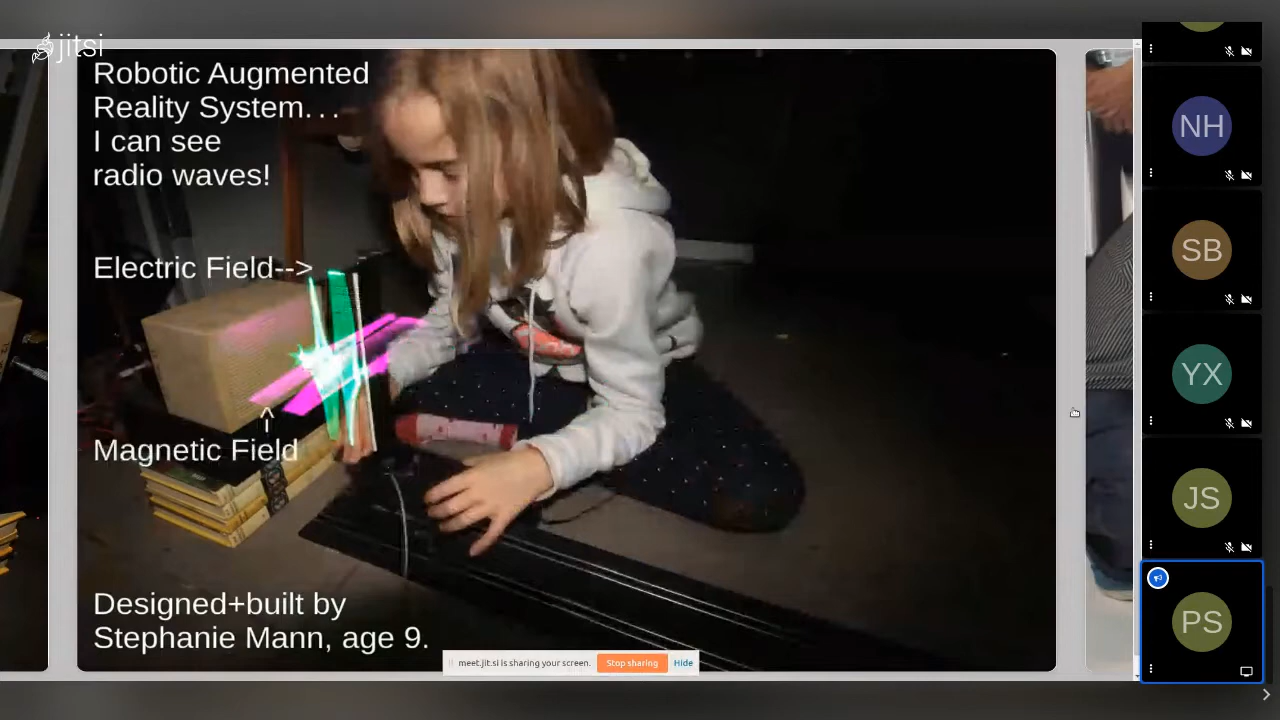 jitsi
Robotic Augmented
Reality System. . .
I can see
radio waves!
Electric Field-->
Magnetic Field
Designed+built by
Stephanie Mann, age 9.
meet.jit.si is sharing your screen.
Stop sharing
Hide
NH
SB
YX
JS
PS